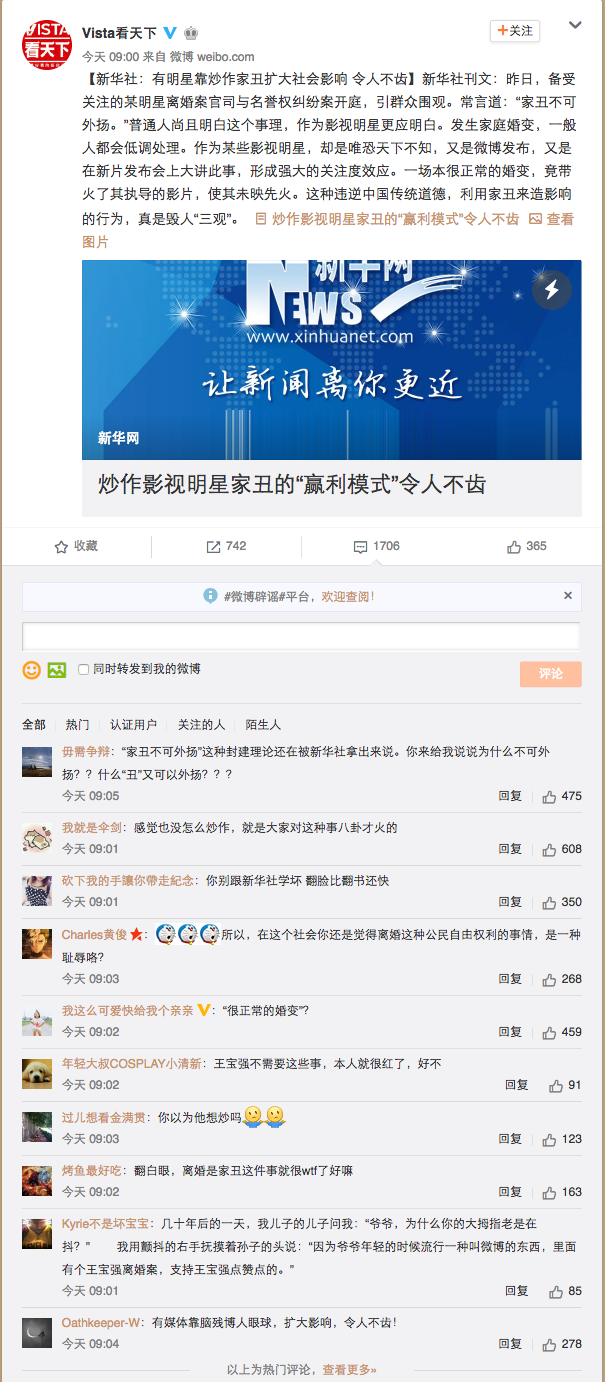 VISTA
看天下
Vista看天下
+关注
今天 09:00 来自 微博 weibo.com
【新华社：有明星靠炒作家丑扩大社会影响 令人不齿】新华社刊文：昨日，备受
关注的某明星离婚案官司与名誉权纠纷案开庭，引群众围观。常言道：“家丑不可
外扬。”普通人尚且明白这个事理，作为影视明星更应明白。发生家庭婚变，一般
人都会低调处理。作为某些影视明星，却是唯恐天下不知，又是微博发布，又是
在新片发布会上大讲此事，形成强大的关注度效应。一场本很正常的婚变，竟带
火了其执导的影片，使其未映先火。这种违逆中国传统道德，利用家丑来造影响
的行为，真是毁人“三观”。 炒作影视明星家丑的“赢利模式”令人不齿 查看
图片
新华网
NEWS
www.xinhuanet.com
让新闻离你更近
新华网
炒作影视明星家丑的“赢利模式”令人不齿
收藏 742 1706 365
#微博辟谣#平台，欢迎查阅！ ×
同时转发到我的微博
评论
全部 热门 认证用户 关注的人 陌生人
毋需争辩：“家丑不可外扬”这种封建理论还在被新华社拿出来说。你来给我说说为什么不可外
扬？？ 什么“丑”又可以外扬？？？
今天 09:05 回复 475
我就是伞剑：感觉也没怎么炒作，就是大家对这种事八卦才火的
今天 09:01 回复 608
砍下我的手讓你帶走紀念：你别跟新华社学坏 翻脸比翻书还快
今天 09:01 回复 350
Charles黄俊：所以，在这个社会你还是觉得离婚这种公民自由权利的事情，是一种
耻辱咯？
今天 09:03 回复 268
我这么可爱快给我个亲亲：“很正常的婚变”？
今天 09:02 回复 459
年轻大叔COSPLAY小清新：王宝强不需要这些事，本人就很红了，好不
今天 09:02 回复 91
过儿想看金满贯：你以为他想炒吗
今天 09:03 回复 123
烤鱼最好吃：翻白眼，离婚是家丑这件事就很wtf了好嘛
今天 09:02 回复 163
Kyrie不是坏宝宝：几十年后的一天，我儿子的儿子问我：“爷爷，为什么你的大拇指老是在
抖？” 我用颤抖的右手抚摸着孙子的头说：“因为爷爷年轻的时候流行一种叫微博的东西，里面
有个王宝强离婚案，支持王宝强点赞点的。”
今天 09:01 回复 85
Oathkeeper-W：有媒体靠脑残博人眼球，扩大影响，令人不齿！
今天 09:04 回复 278
以上为热门评论，查看更多»